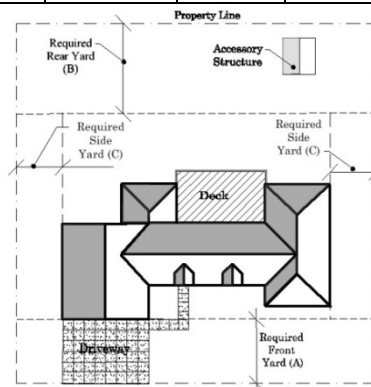 Property Line
Required
Rear Yard
(B)
Accessory
Structure
Required
Side
Yard (C)
Required
Side
Yard (C)
Deck
Driveway
Required
Front
Yard (A)